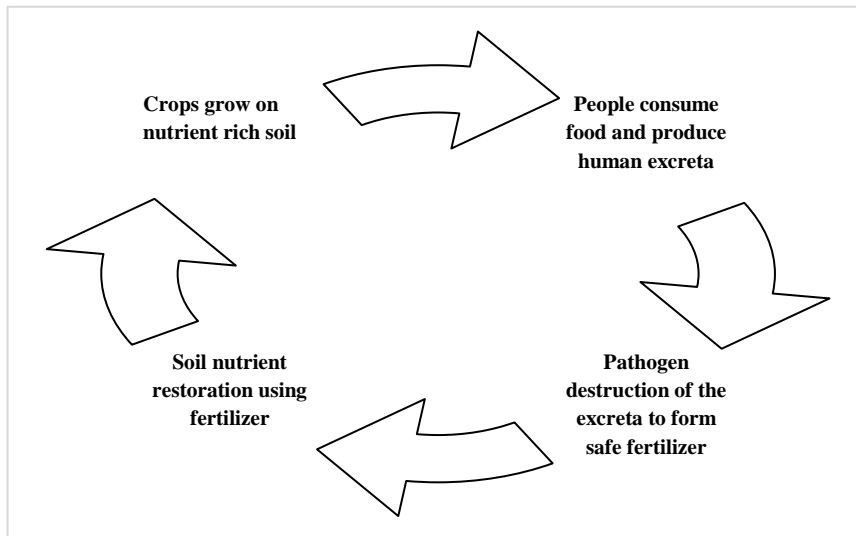 Crops grow on
nutrient rich soil
People consume
food and produce
human excreta
Pathogen
destruction of the
excreta to form
safe fertilizer
Soil nutrient
restoration using
fertilizer